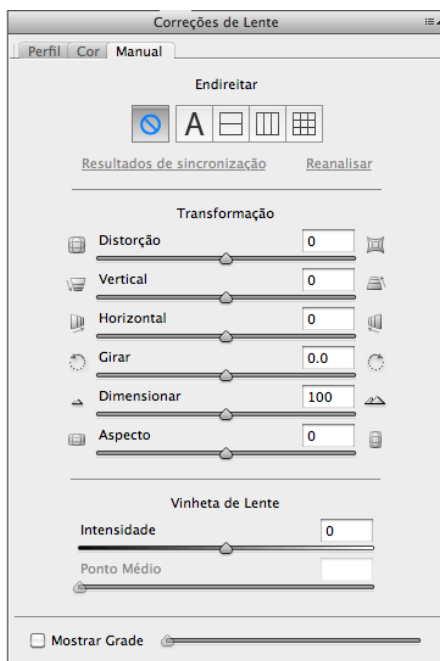 Correções de Lente
Perfil Cor Manual
Endireitar
A
Resultados de sincronização Reanalisar
Transformação
Distorção 0
Vertical 0
Horizontal 0
Girar 0.0
Dimensionar 100
Aspecto 0
Vinheta de Lente
Intensidade 0
Ponto Médio
Mostrar Grade